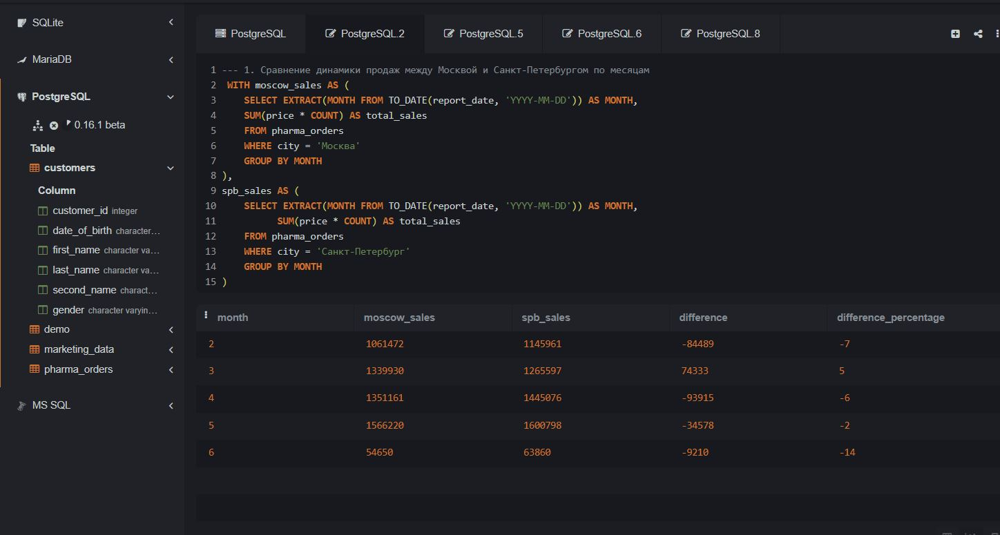 SQLite
MariaDB
PostgreSQL
0.16.1 beta
Table
customers
Column
customer_id integer
date_of_birth character...
first_name character va...
last_name character va...
second_name charact...
gender character varyin...
demo
marketing_data
pharma_orders
MS SQL
PostgreSQL PostgreSQL.2 PostgreSQL.5 PostgreSQL.6 PostgreSQL.8
1 --- 1. Сравнение динамики продаж между Москвой и Санкт-Петербургом по месяцам
2 WITH moscow_sales AS (
3 SELECT EXTRACT(MONTH FROM TO_DATE(report_date, 'YYYY-MM-DD')) AS MONTH,
4 SUM(price * COUNT) AS total_sales
5 FROM pharma_orders
6 WHERE city = 'Москва'
7 GROUP BY MONTH
8 ),
9 spb_sales AS (
10 SELECT EXTRACT(MONTH FROM TO_DATE(report_date, 'YYYY-MM-DD')) AS MONTH,
11 SUM(price * COUNT) AS total_sales
12 FROM pharma_orders
13 WHERE city = 'Санкт-Петербург'
14 GROUP BY MONTH
15 )
month moscow_sales spb_sales difference difference_percentage
2 1061472 1145961 -84489 -7
3 1339930 1265597 74333 5
4 1351161 1445076 -93915 -6
5 1566220 1600798 -34578 -2
6 54650 63860 -9210 -14